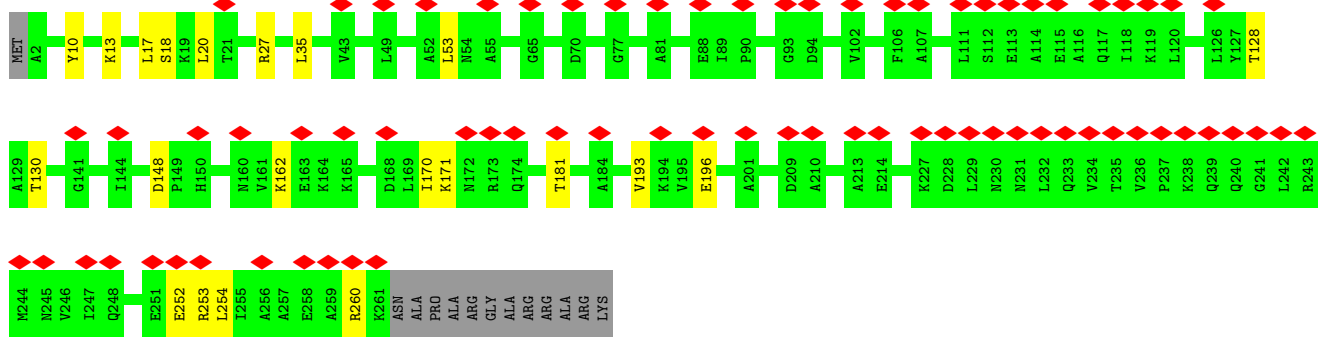 MET A2 Y10 K13 L17 S18 K19 L20 T21 R27 L35 V43 L49 A52 L53 N54 A55 G65 D70 G77 A81 E88 I89 P90 G93 D94 V102 F106 A107 L111 S112 E113 A114 E115 A116 Q117 I118 K119 L120 L126 Y127 T128
A129 T130 G141 I144 D148 P149 H150 N160 V161 K162 E163 K164 K165 D168 L169 I170 K171 N172 R173 Q174 T181 A184 V193 K194 V195 E196 A201 D209 A210 A213 E214 K227 D228 L229 N230 N231 L232 Q233 V234 T235 V236 P237 K238 Q239 Q240 G241 L242 R243
M244 N245 V246 I247 Q248 E251 E252 R253 L254 I255 A256 A257 E258 A259 R260 K261 ASN ALA PRO ALA ARG GLY ALA ARG ARG ALA ARG LYS